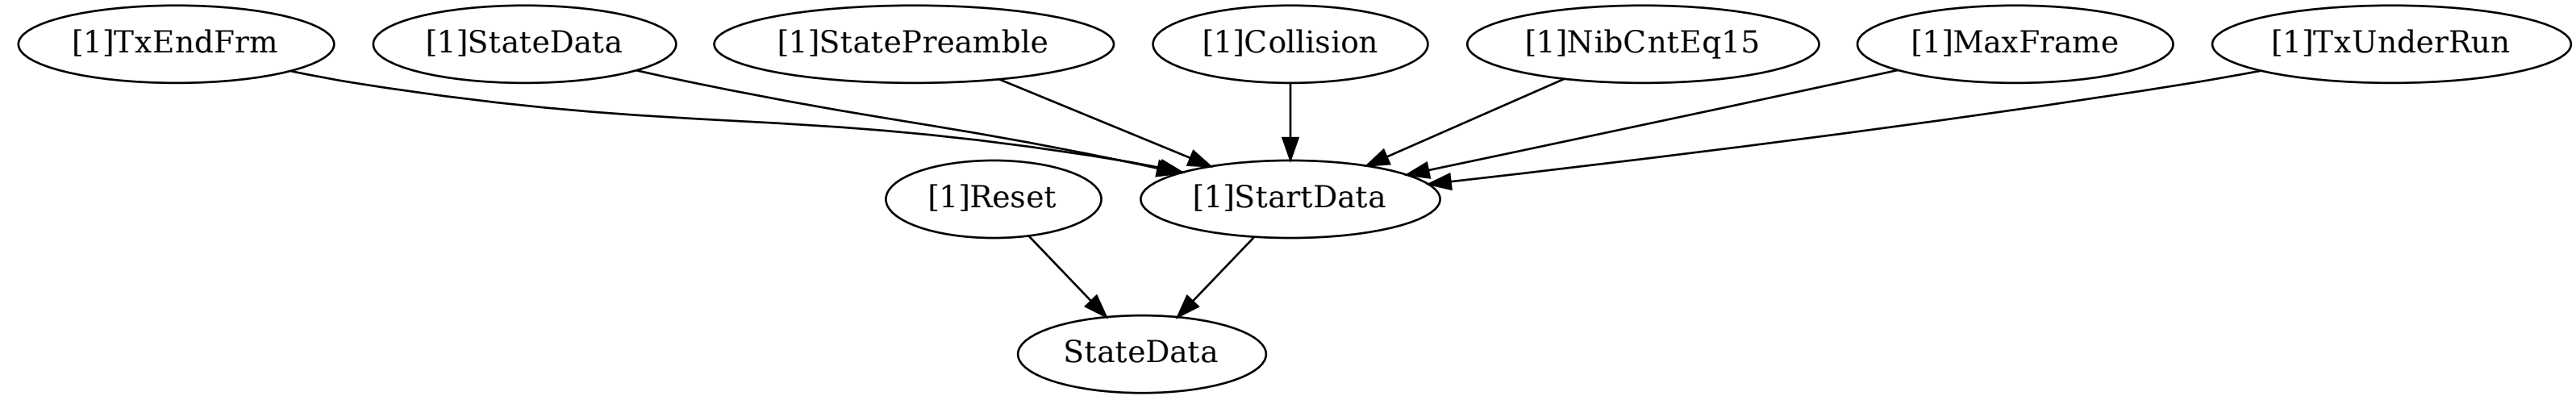 [1]TxEndFrm
[1]StateData
[1]StatePreamble
[1]Collision
[1]NibCntEq15
[1]MaxFrame
[1]TxUnderRun
[1]Reset
[1]StartData
StateData